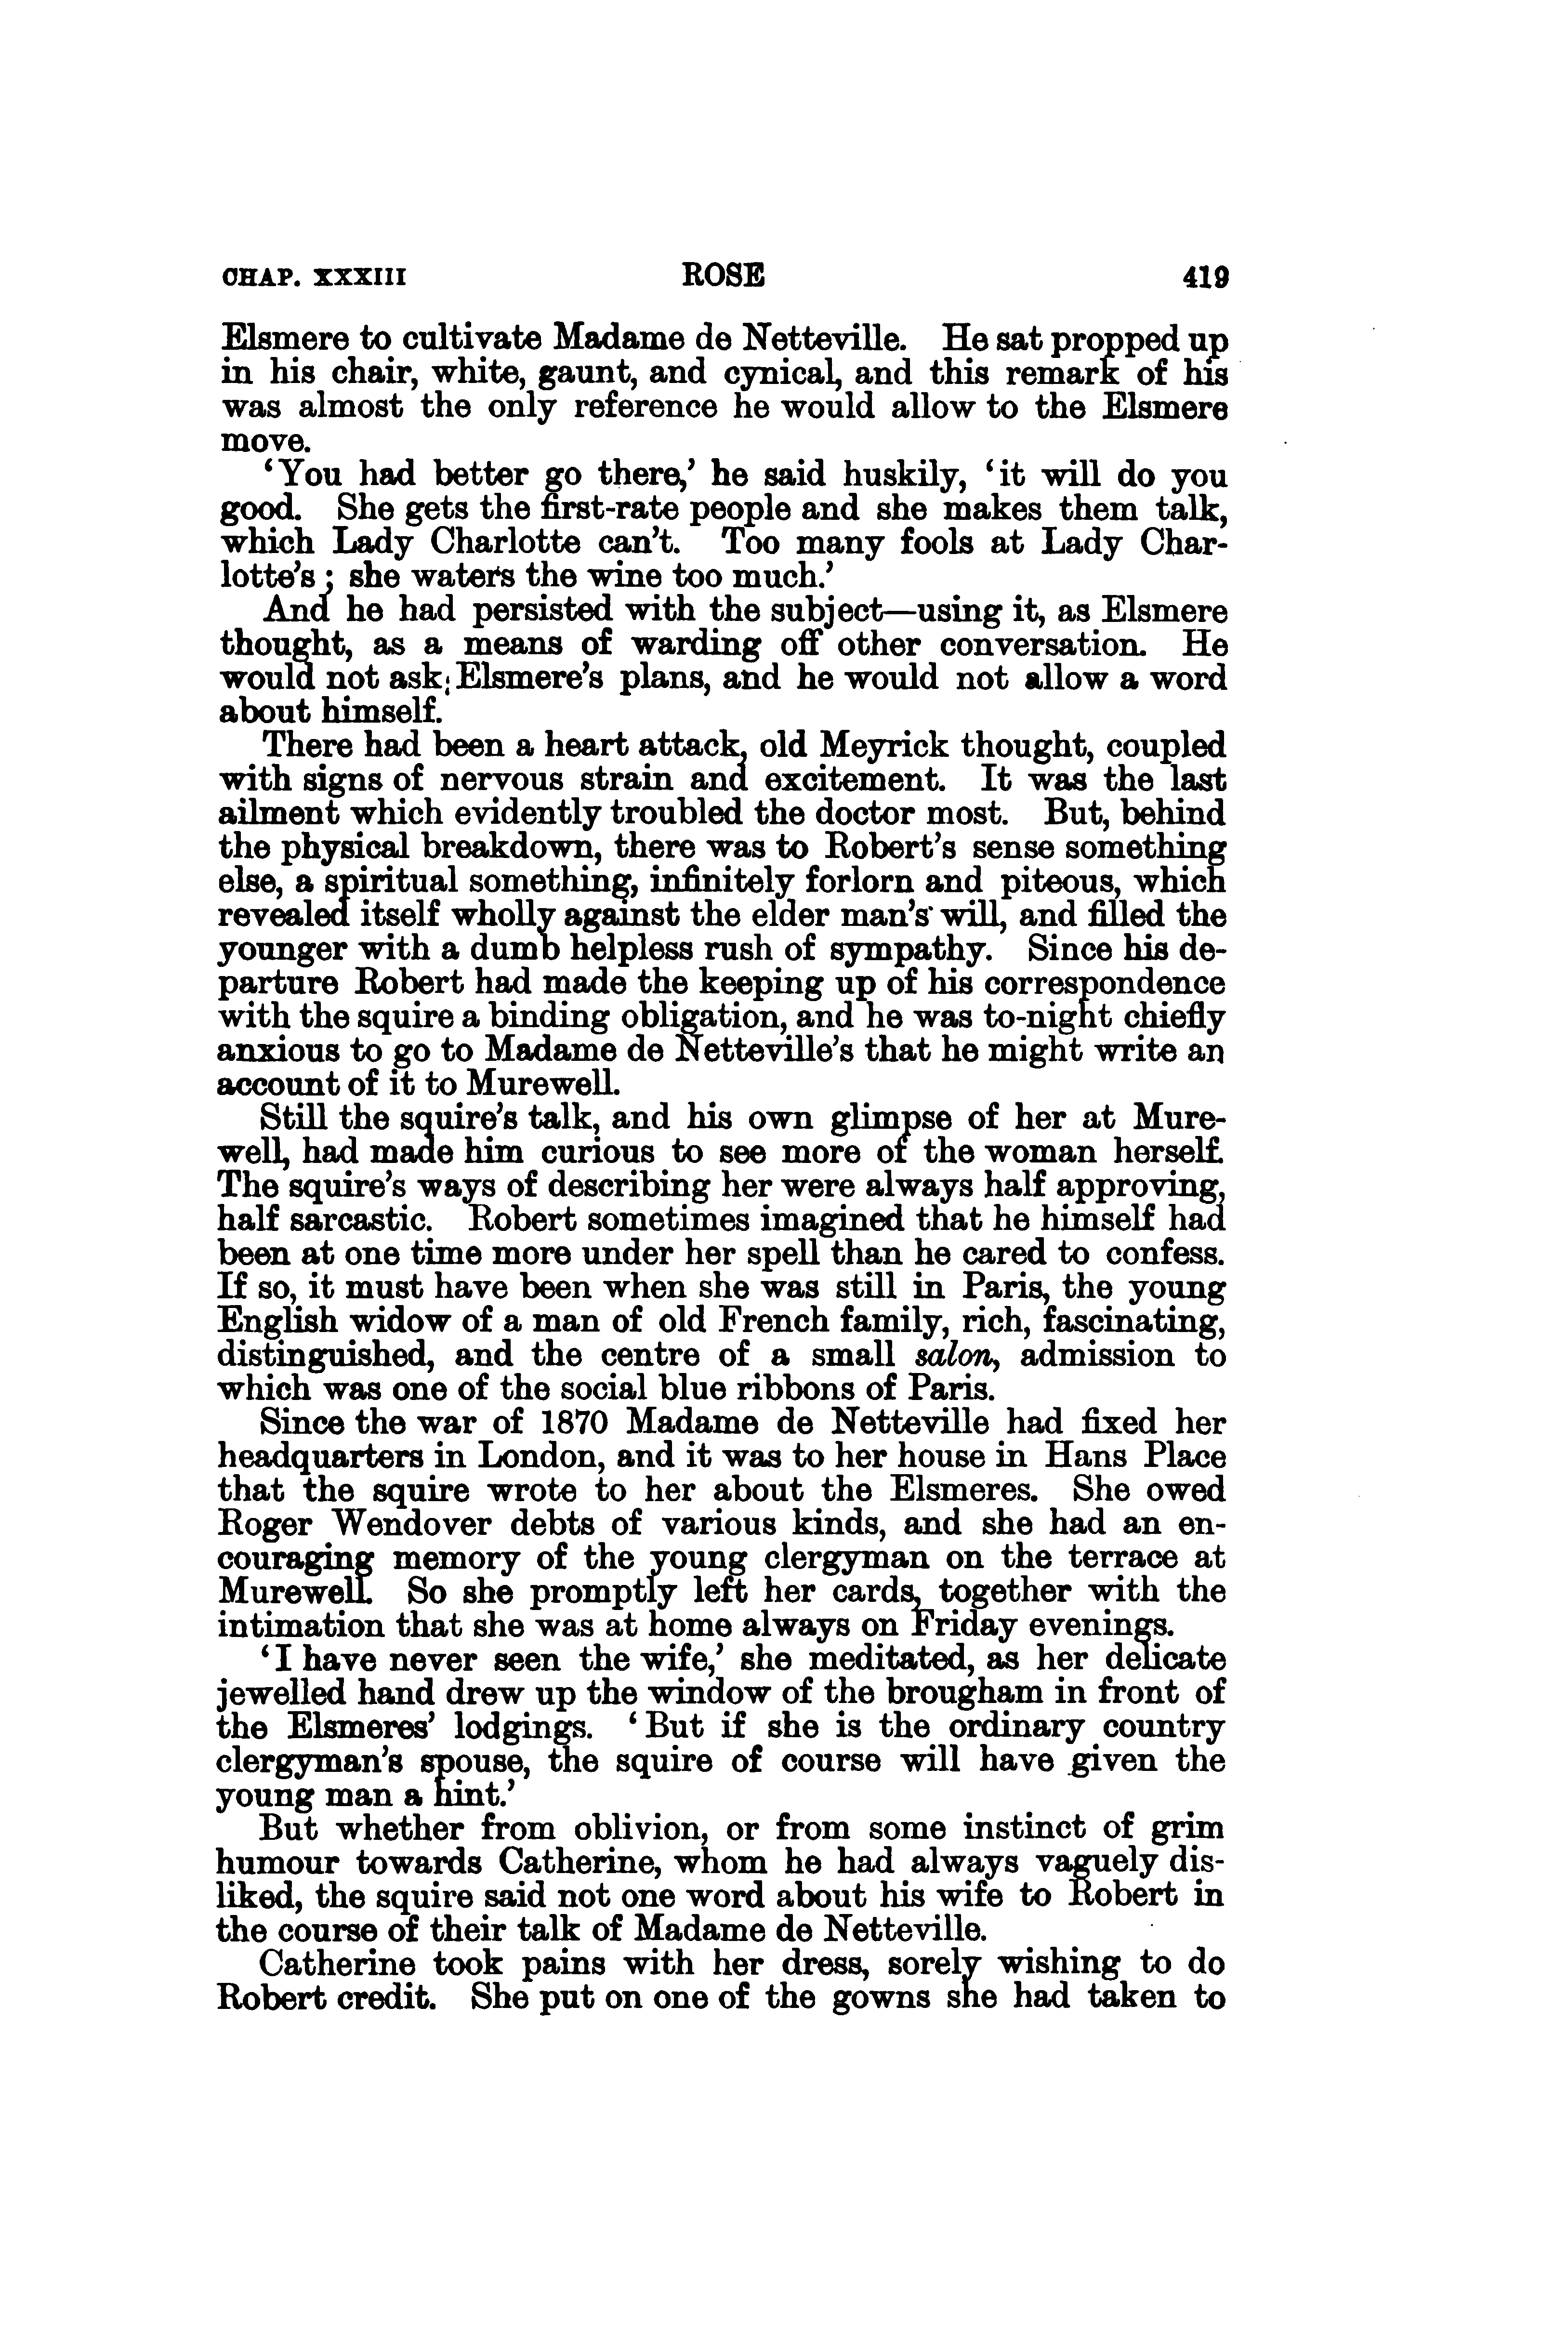 CHAP. XXXIII ROSE 419
Elsmere to cultivate Madame de Netteville. He sat propped up
in his chair, white, gaunt, and cynical, and this remark of his
was almost the only reference he would allow to the Elsmere
move.
‘You had better go there,’ he said huskily, ‘it will do you
good. She gets the first-rate people and she makes them talk,
which Lady Charlotte can’t. Too many fools at Lady Char-
lotte’s ; she waters the wine too much.’
And he had persisted with the subject—using it, as Elsmere
thought, as a means of warding off other conversation. He
would not ask Elsmere’s plans, and he would not allow a word
about himself.
There had been a heart attack, old Meyrick thought, coupled
with signs of nervous strain and excitement. It was the last
ailment which evidently troubled the doctor most. But, behind
the physical breakdown, there was to Robert’s sense something
else, a spiritual something, infinitely forlorn and piteous, which
revealed itself wholly against the elder man’s will, and filled the
younger with a dumb helpless rush of sympathy. Since his de-
parture Robert had made the keeping up of his correspondence
with the squire a binding obligation, and he was to-night chiefly
anxious to go to Madame de Netteville’s that he might write an
account of it to Murewell.
Still the squire’s talk, and his own glimpse of her at Mure-
well, had made him curious to see more of the woman herself.
The squire’s ways of describing her were always half approving,
half sarcastic. Robert sometimes imagined that he himself had
been at one time more under her spell than he cared to confess.
If so, it must have been when she was still in Paris, the young
English widow of a man of old French family, rich, fascinating,
distinguished, and the centre of a small salon, admission to
which was one of the social blue ribbons of Paris.
Since the war of 1870 Madame de Netteville had fixed her
headquarters in London, and it was to her house in Hans Place
that the squire wrote to her about the Elsmeres. She owed
Roger Wendover debts of various kinds, and she had an en-
couraging memory of the young clergyman on the terrace at
Murewell. So she promptly left her cards, together with the
intimation that she was at home always on Friday evenings.
‘I have never seen the wife,’ she meditated, as her delicate
jewelled hand drew up the window of the brougham in front of
the Elsmeres’ lodgings. ‘But if she is the ordinary country
clergyman’s spouse, the squire of course will have given the
young man a hint.’
But whether from oblivion, or from some instinct of grim
humour towards Catherine, whom he had always vaguely dis-
liked, the squire said not one word about his wife to Robert in
the course of their talk of Madame de Netteville.
Catherine took pains with her dress, sorely wishing to do
Robert credit. She put on one of the gowns she had taken to